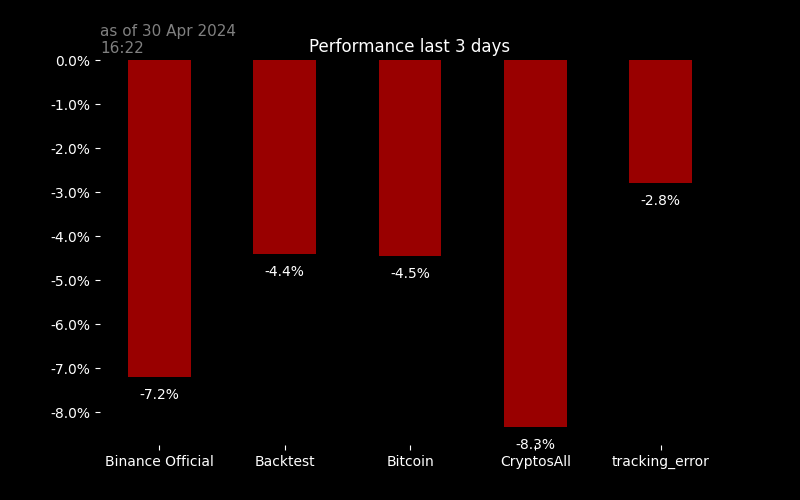 as of 30 Apr 2024
16:22
Performance last 3 days
0.0%
-1.0%
-2.0%
-3.0%
-4.0%
-5.0%
-6.0%
-7.0%
-8.0%
-7.2%
-4.4%
-4.5%
-8.3%
-2.8%
Binance Official
Backtest
Bitcoin
CryptosAll
tracking_error